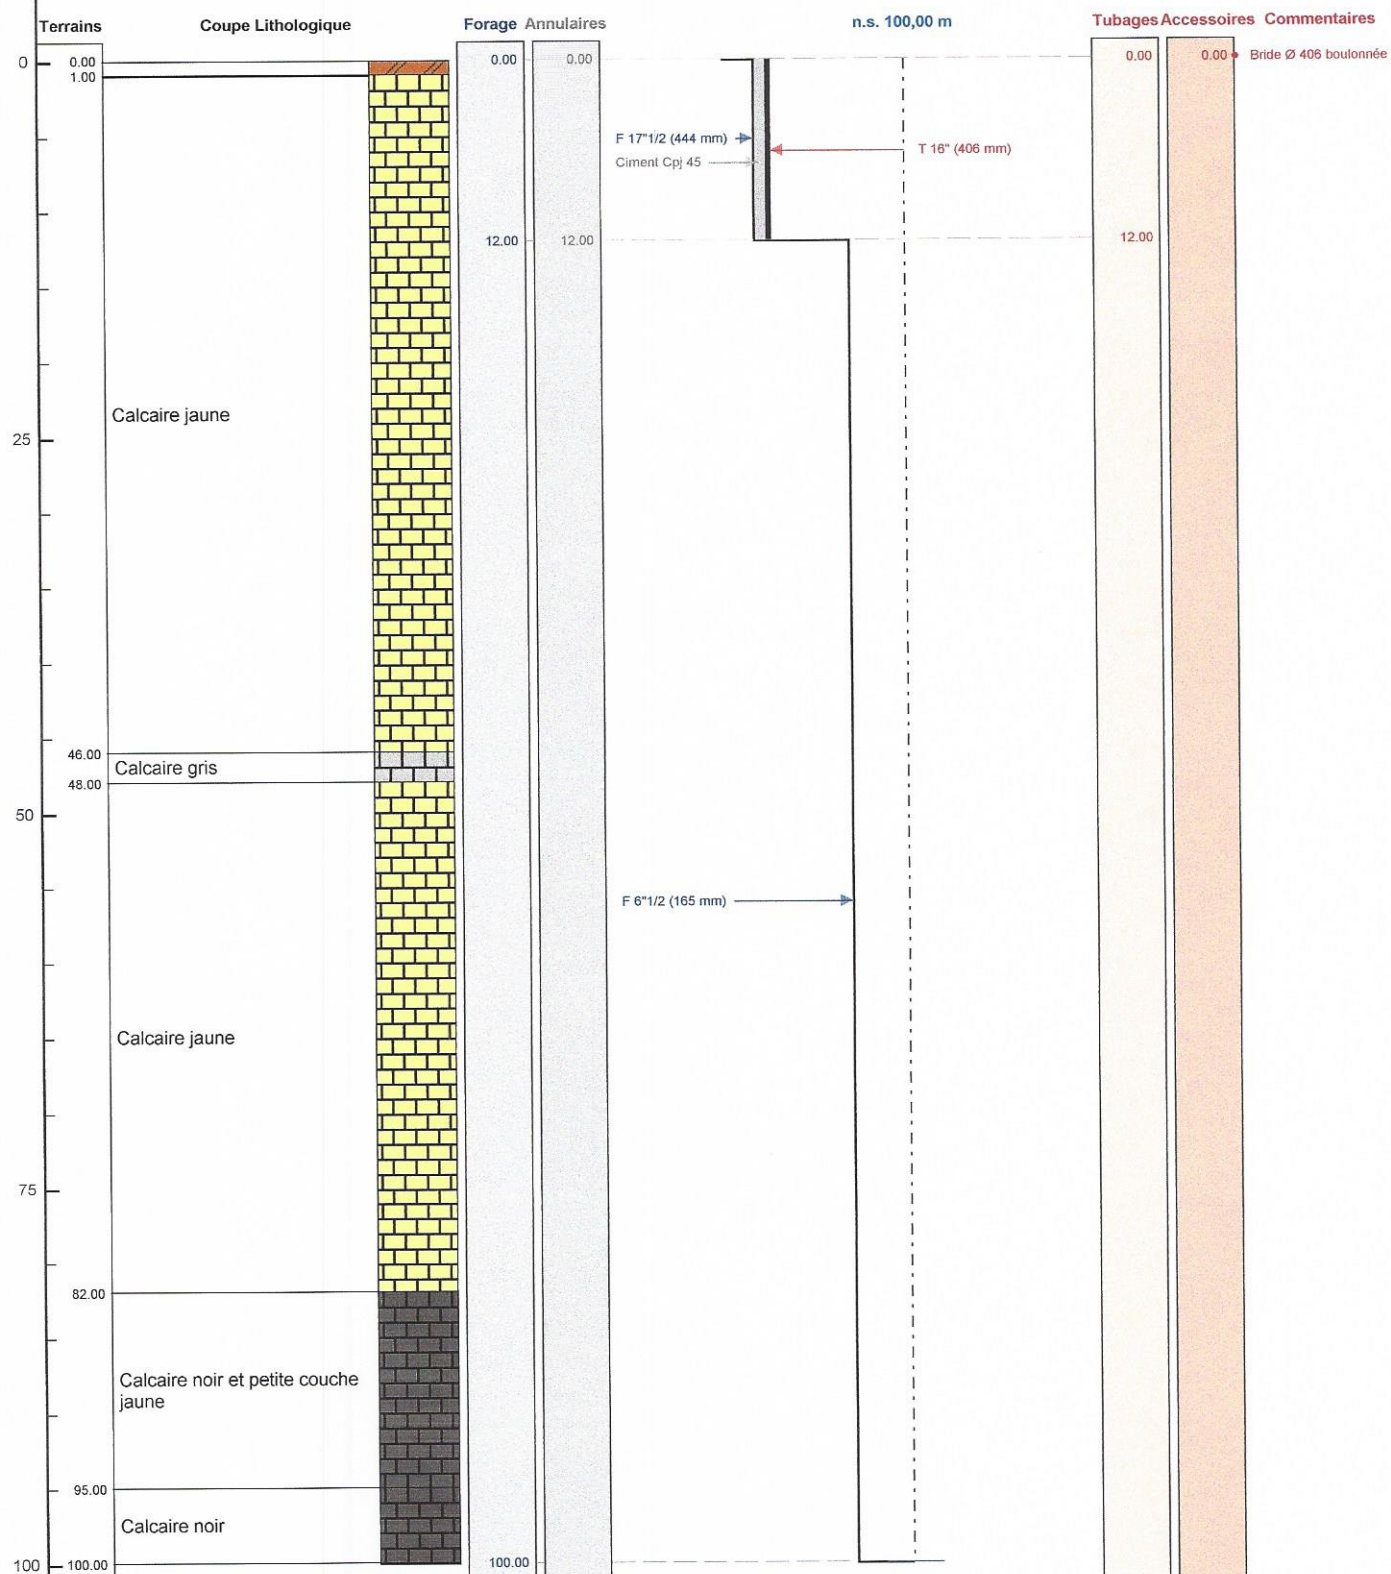 Terrains Coupe Lithologique Forage Annulaires n.s. 100,00 m Tubages Accessoires Commentaires
0 0.00 0.00 0.00 0.00 0.00 Bride Ø 406 boulonnée
1.00
F 17"1/2 (444 mm) T 16" (406 mm)
Ciment Cpj 45
12.00 12.00 12.00
Calcaire jaune
25
46.00
Calcaire gris
48.00
50
F 6"1/2 (165 mm)
Calcaire jaune
75
82.00
Calcaire noir et petite couche
jaune
95.00
Calcaire noir
100 100.00 100.00